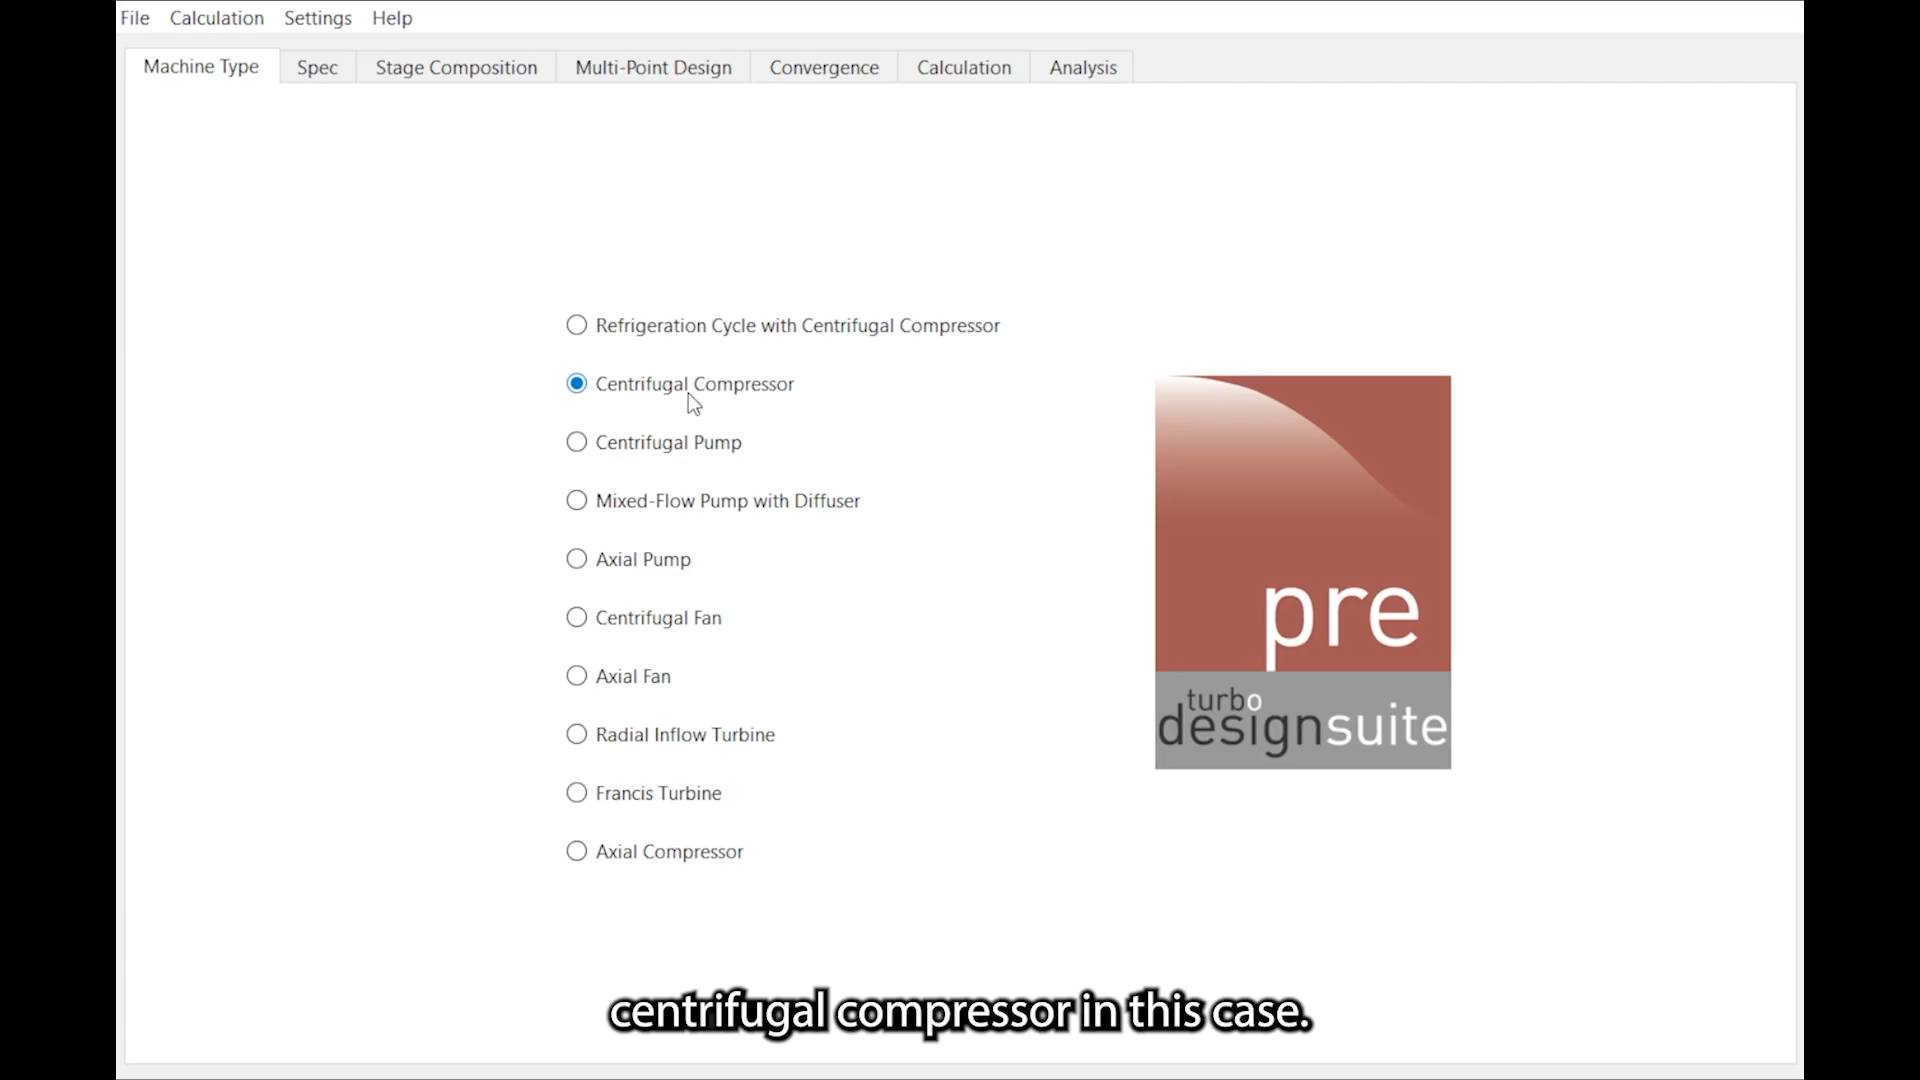 File Calculation Settings Help
Machine Type Spec Stage Composition Multi-Point Design Convergence Calculation Analysis
Refrigeration Cycle with Centrifugal Compressor
Centrifugal Compressor
Centrifugal Pump
Mixed-Flow Pump with Diffuser
Axial Pump
Centrifugal Fan
Axial Fan
Radial Inflow Turbine
Francis Turbine
Axial Compressor
pre
turbo
designsuite
centrifugal compressor in this case.